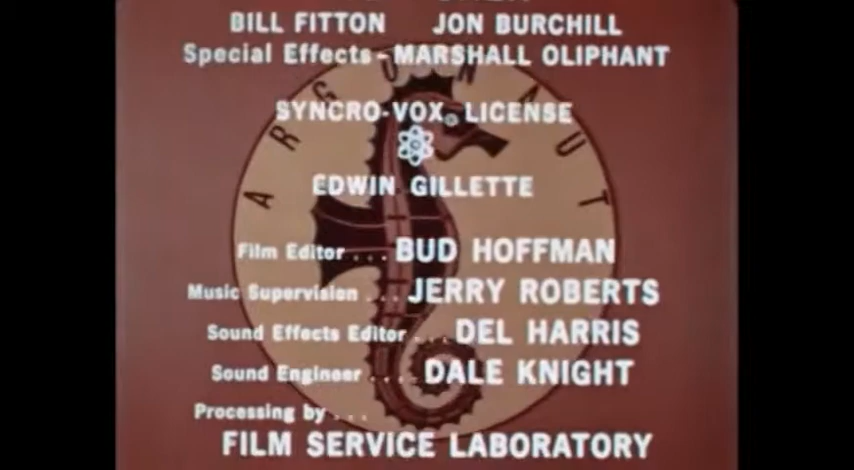 BILL FITTON JON BURCHILL
Special Effects - MARSHALL OLIPHANT
ARGONAUT
SYNCRO-VOX LICENSE
EDWIN GILLETTE
Film Editor . . . BUD HOFFMAN
Music Supervision . . . JERRY ROBERTS
Sound Effects Editor . . . DEL HARRIS
Sound Engineer . . . . DALE KNIGHT
Processing by . . .
FILM SERVICE LABORATORY